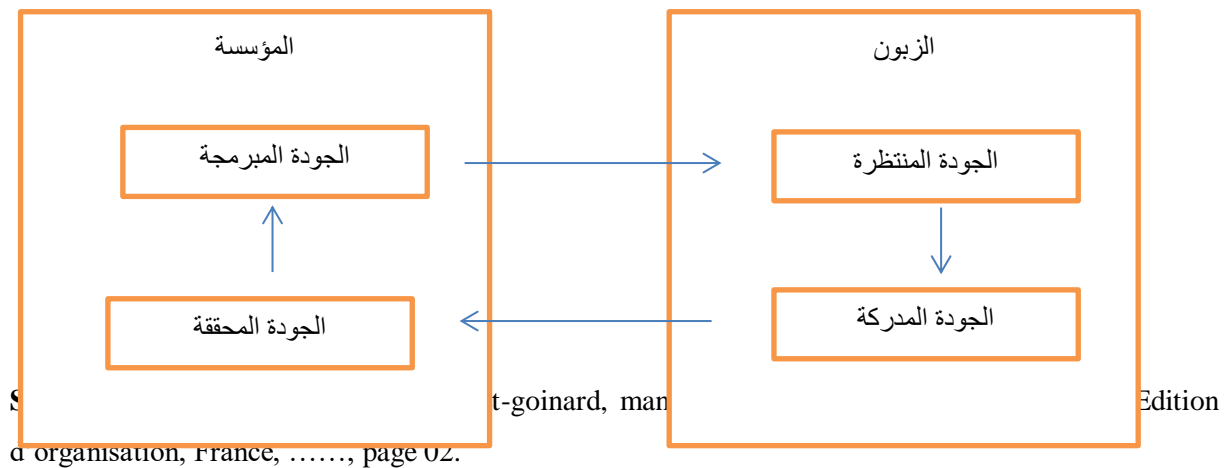 المؤسسة
الزبون
الجودة المبرمجة
الجودة المنتظرة
الجودة المحققة
الجودة المدركة
t-goinard, man Edition
organisation, France, ……, page 02.